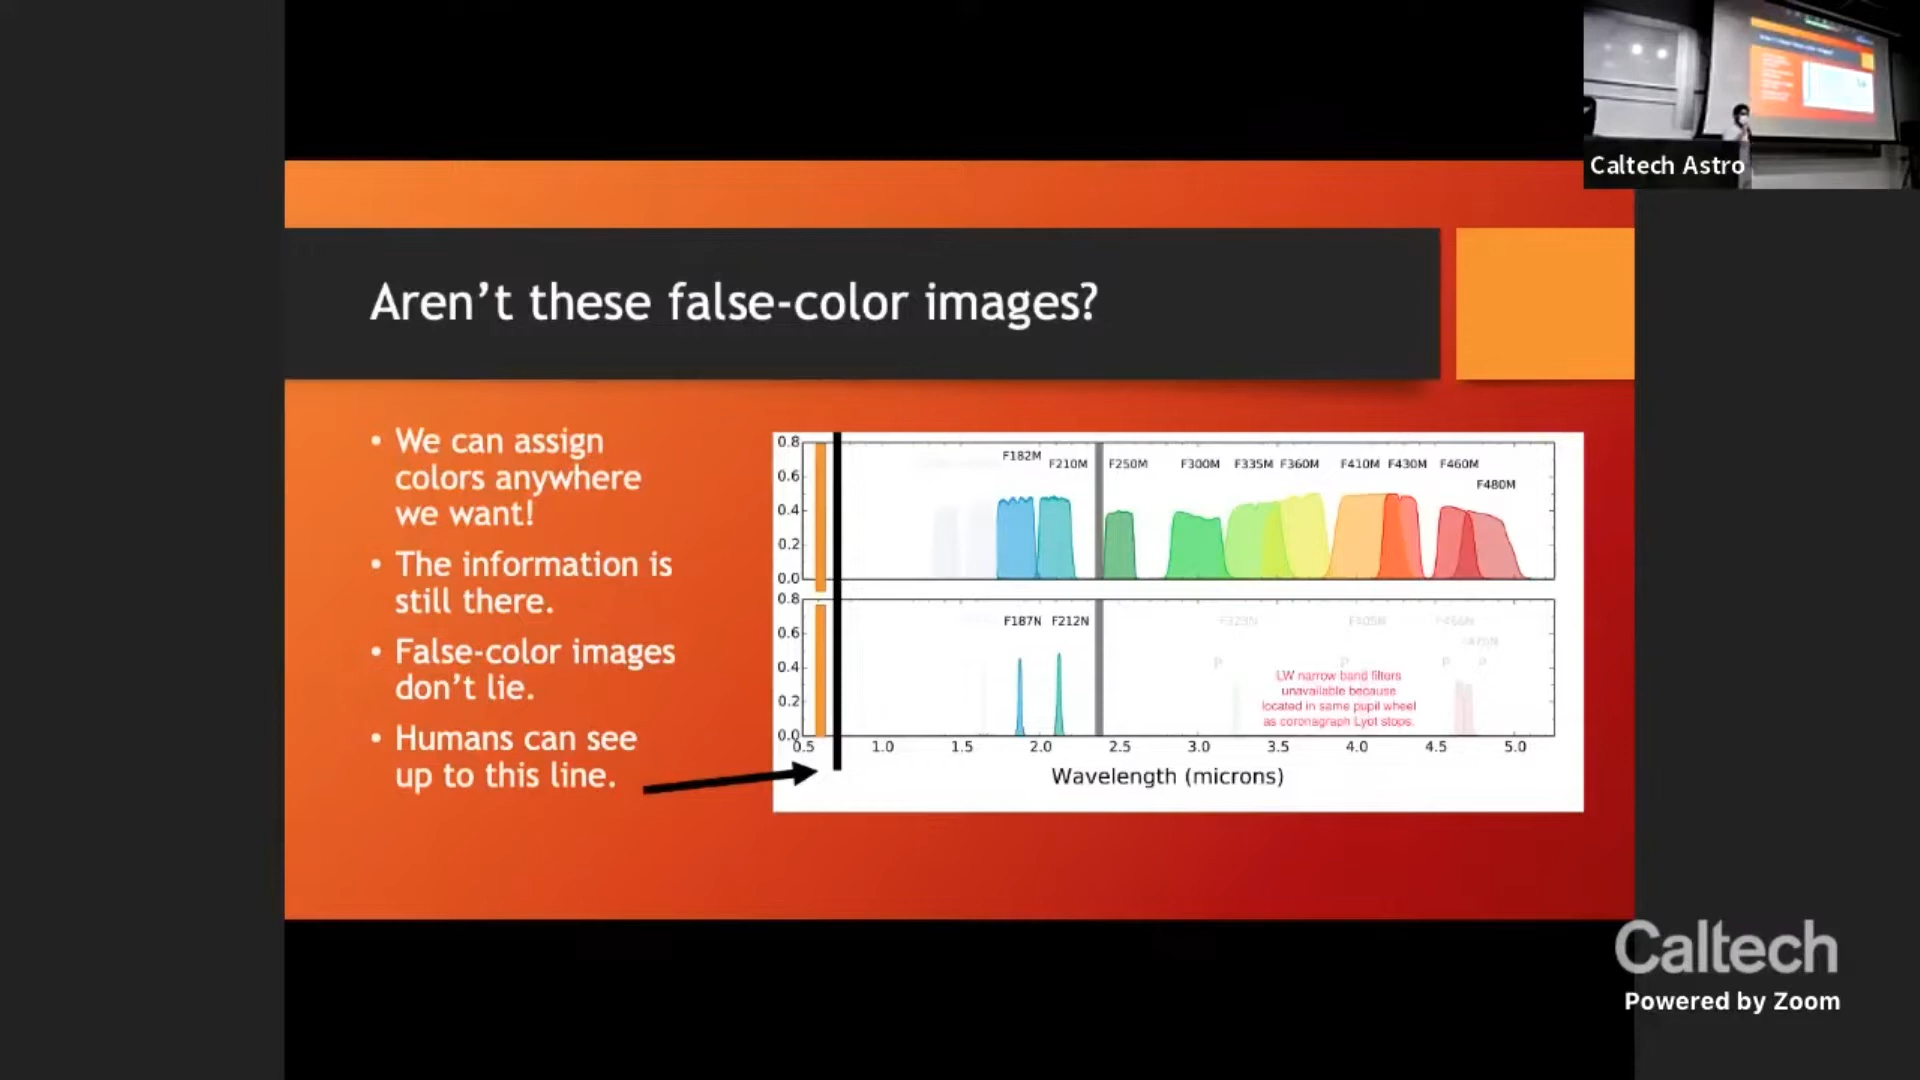 Caltech Astro
Aren't these false-color images?
• We can assign
colors anywhere
we want!
• The information is
still there.
• False-color images
don't lie.
• Humans can see
up to this line.
0.8
0.6
0.4
0.2
0.0
F182M
F210M
F250M
F300M
F335M
F360M
F410M
F430M
F460M
F480M
0.8
0.6
0.4
0.2
0.0
F187N
F212N
F323N
F405N
F466N
F470N
P
P
P
P
LW narrow band filters
unavailable because
located in same pupil wheel
as coronagraph Lyot stops.
0.5
1.0
1.5
2.0
2.5
3.0
3.5
4.0
4.5
5.0
Wavelength (microns)
Caltech
Powered by Zoom